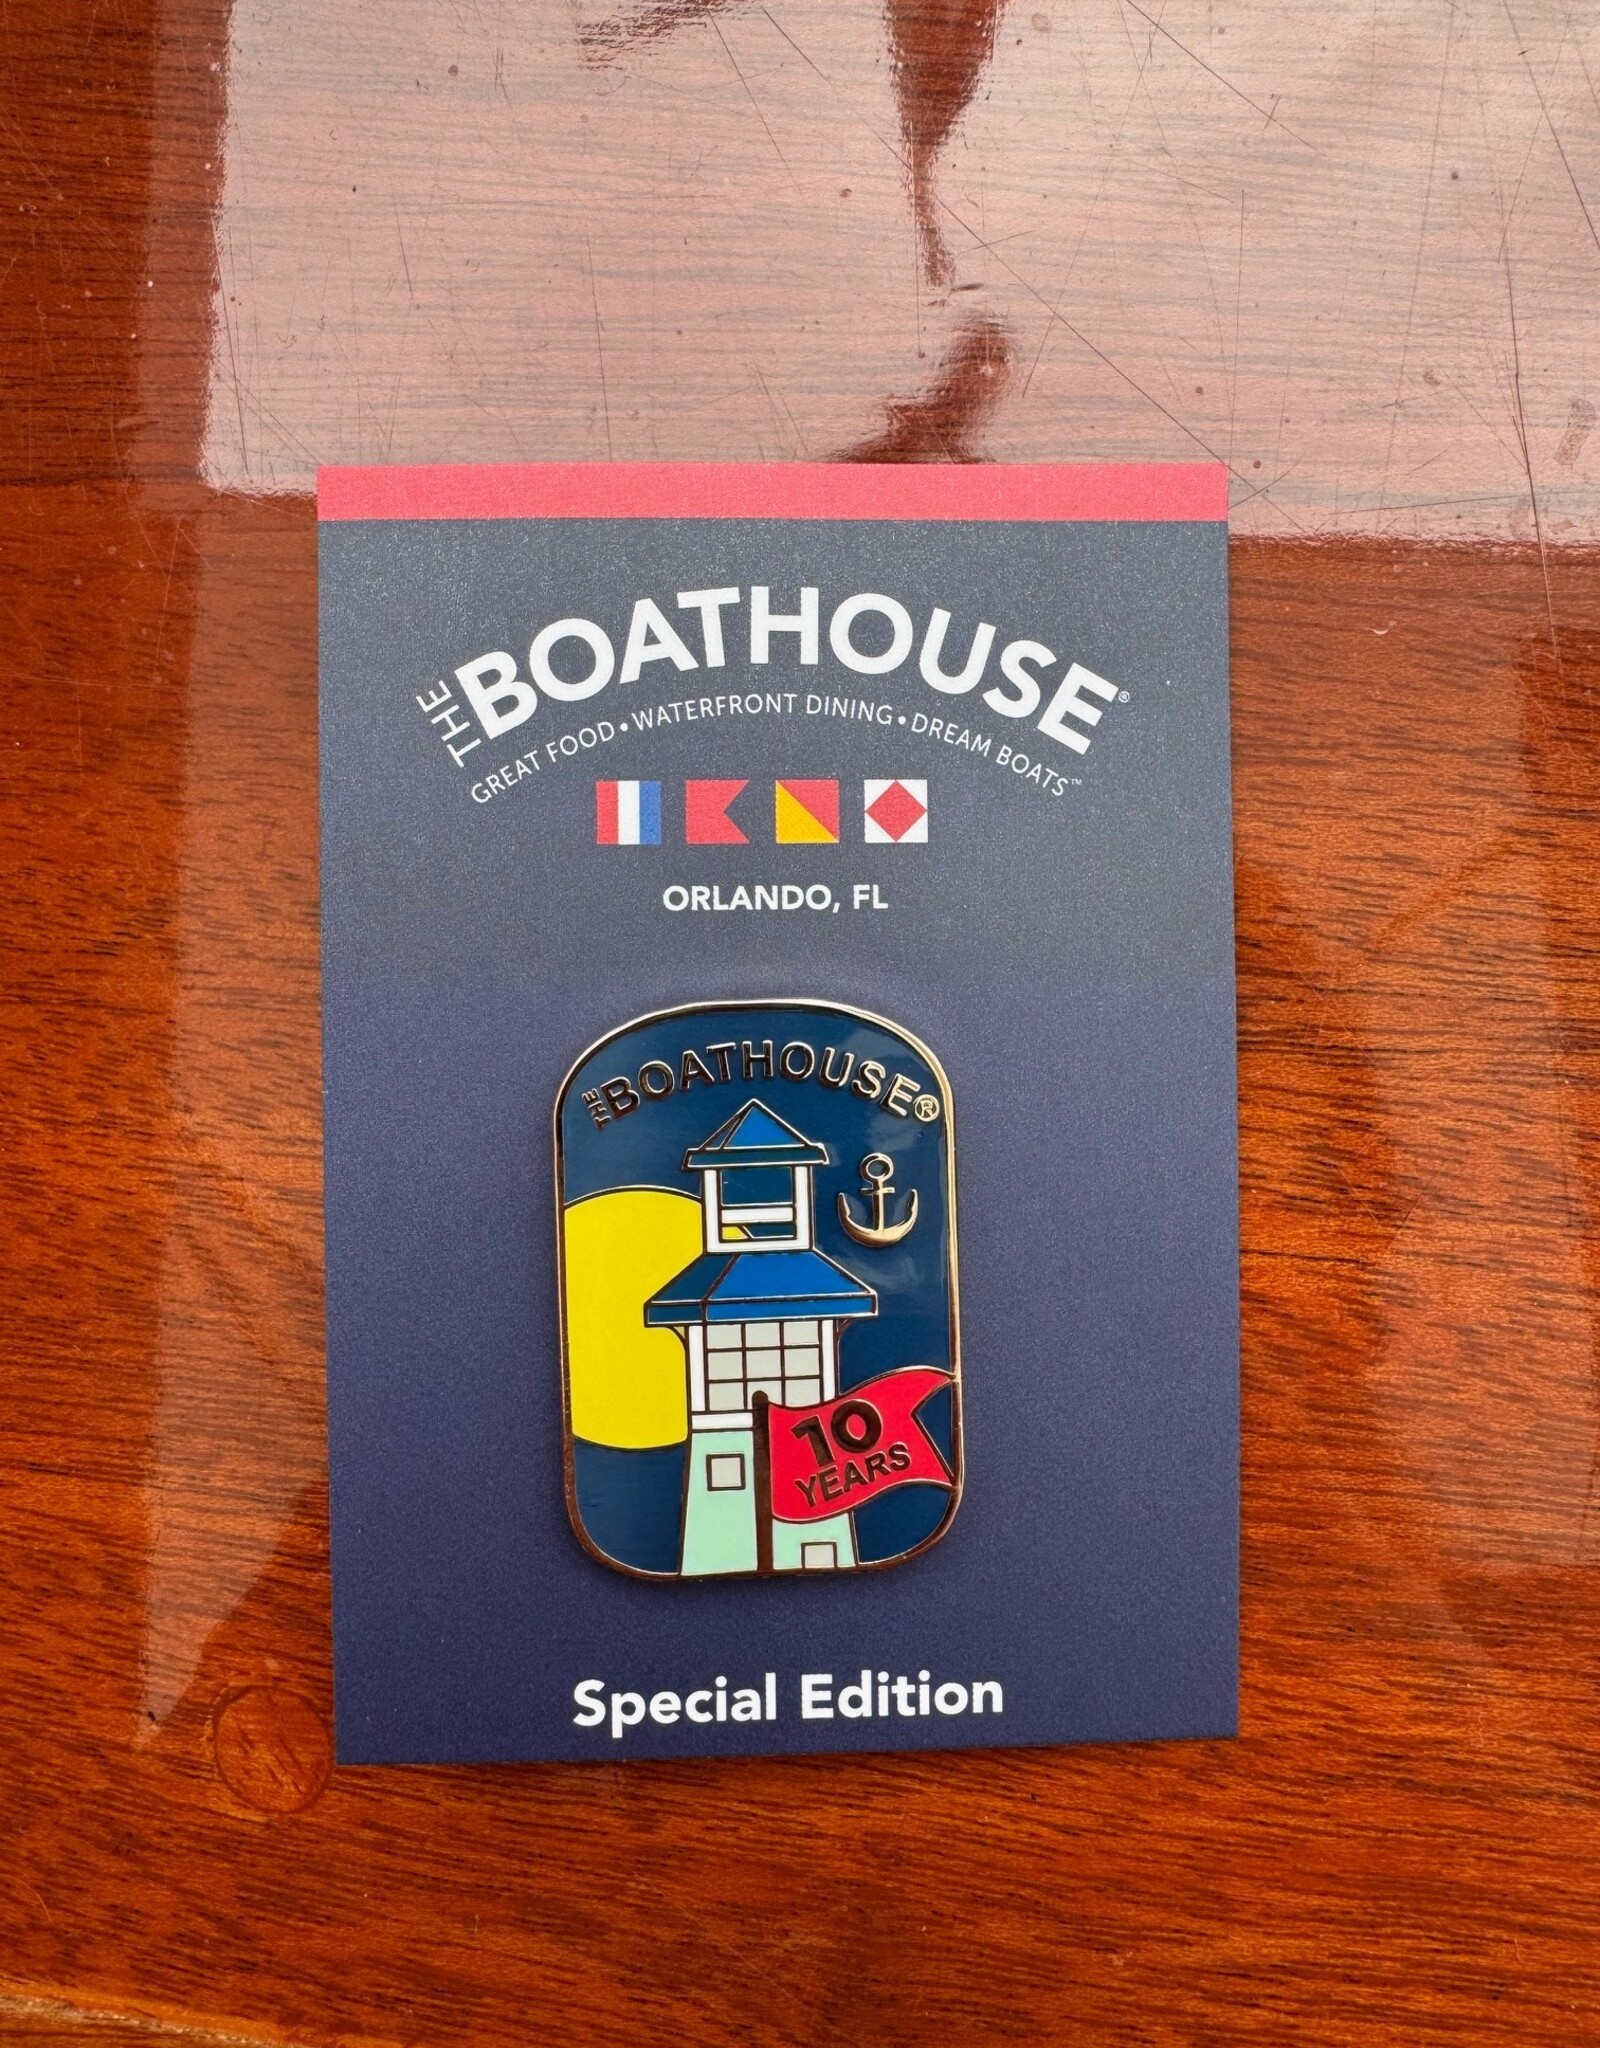 THE BOATHOUSE®
GREAT FOOD • WATERFRONT DINING • DREAM BOATS™
ORLANDO, FL
THE BOATHOUSE®
10
YEARS
Special Edition